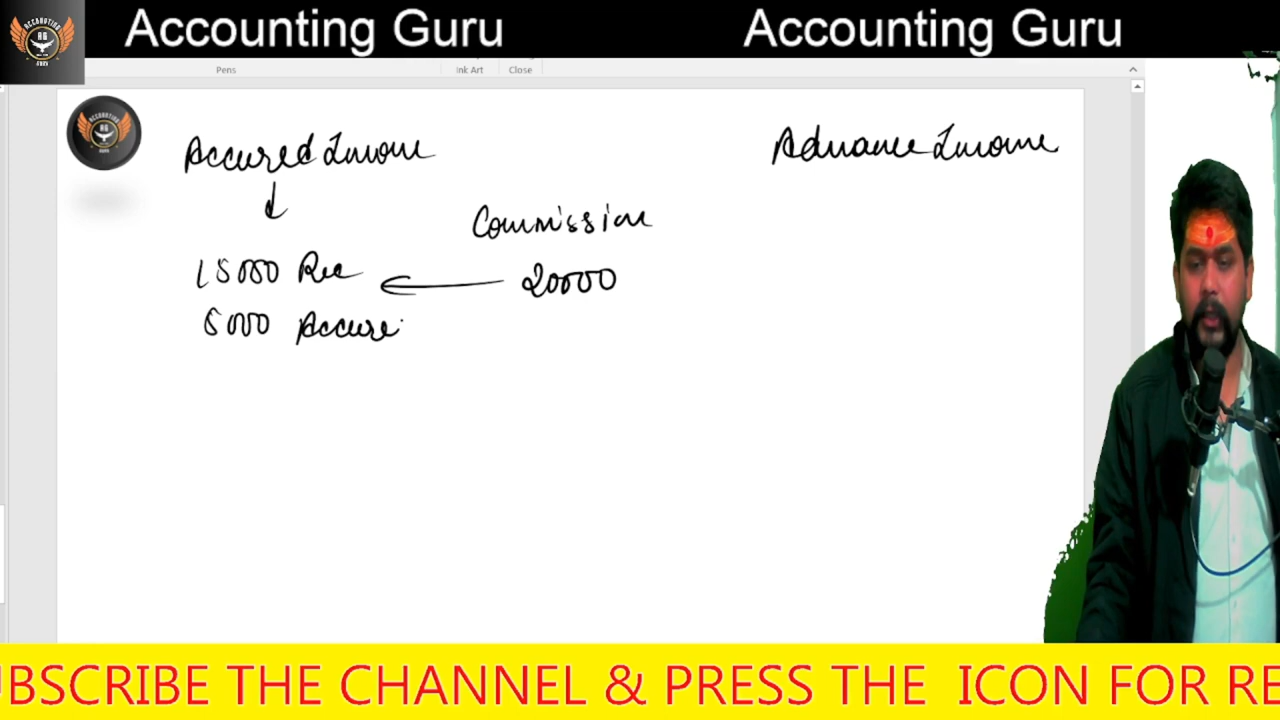 Accounting Guru
Accounting Guru
Pens
Ink Art
Close
Accured Income
Advance Income
Commission
15000 Rec
20000
5000 Accure
BSCRIBE THE CHANNEL & PRESS THE ICON FOR RE